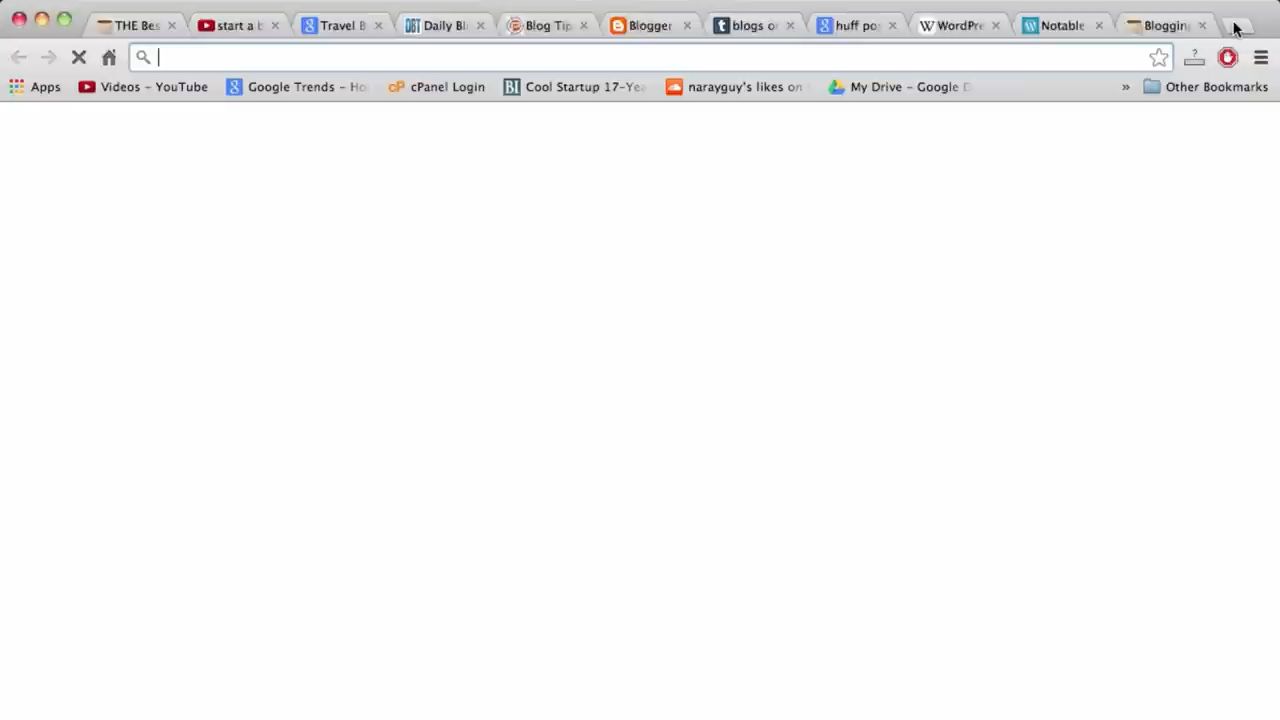 THE Bes start a b Travel B Daily Bl Blog Tip Blogger blogs o huff po WordPre Notable Bloggin
Apps Videos – YouTube Google Trends – Ho cPanel Login Cool Startup 17-Yea narayguy's likes on My Drive – Google D » Other Bookmarks